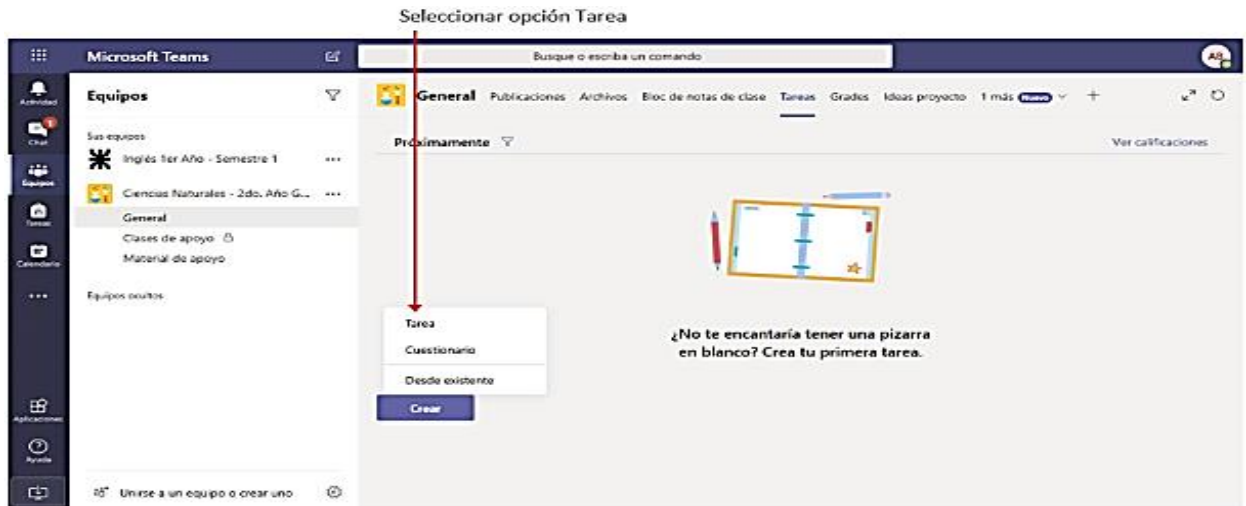 Seleccionar opción Tarea
Microsoft Teams
Busque o escriba un comando
AB
Actividad
Chat
Equipos
Tareas
Calendario
Aplicaciones
Ayuda
Equipos
Sus equipos
Inglés 1er Año - Semestre 1
Ciencias Naturales - 2do. Año G...
General
Clases de apoyo
Material de apoyo
Equipos ocultos
Unirse a un equipo o crear uno
General Publicaciones Archivos Bloc de notas de clase Tareas Grades Ideas proyecto 1 más Nuevo
Próximamente
Ver calificaciones
Tarea
Cuestionario
Desde existente
Crear
¿No te encantaría tener una pizarra
en blanco? Crea tu primera tarea.